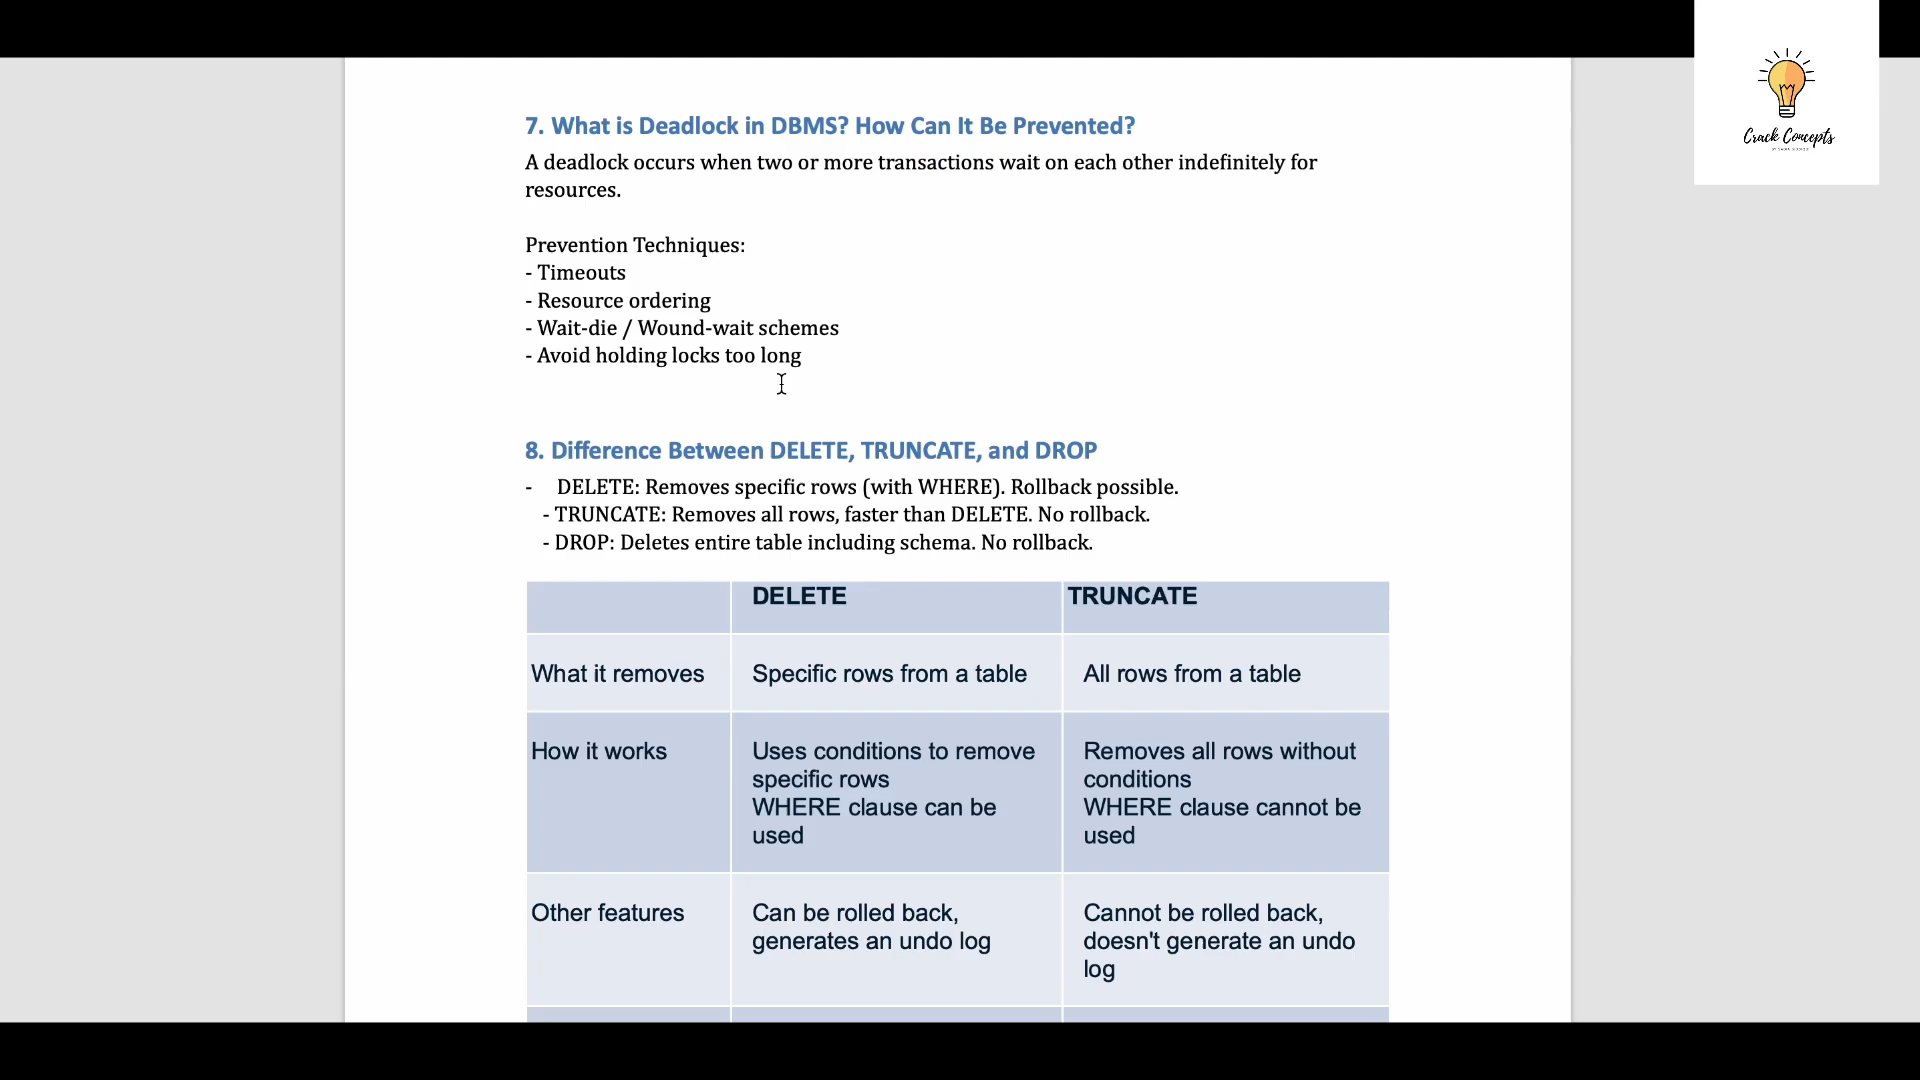 Crack Concepts
7. What is Deadlock in DBMS? How Can It Be Prevented?
A deadlock occurs when two or more transactions wait on each other indefinitely for
resources.
Prevention Techniques:
- Timeouts
- Resource ordering
- Wait-die / Wound-wait schemes
- Avoid holding locks too long
8. Difference Between DELETE, TRUNCATE, and DROP
- DELETE: Removes specific rows (with WHERE). Rollback possible.
- TRUNCATE: Removes all rows, faster than DELETE. No rollback.
- DROP: Deletes entire table including schema. No rollback.
DELETE TRUNCATE
What it removes Specific rows from a table All rows from a table
How it works Uses conditions to remove Removes all rows without
specific rows conditions
WHERE clause can be WHERE clause cannot be
used used
Other features Can be rolled back, Cannot be rolled back,
generates an undo log doesn't generate an undo
log